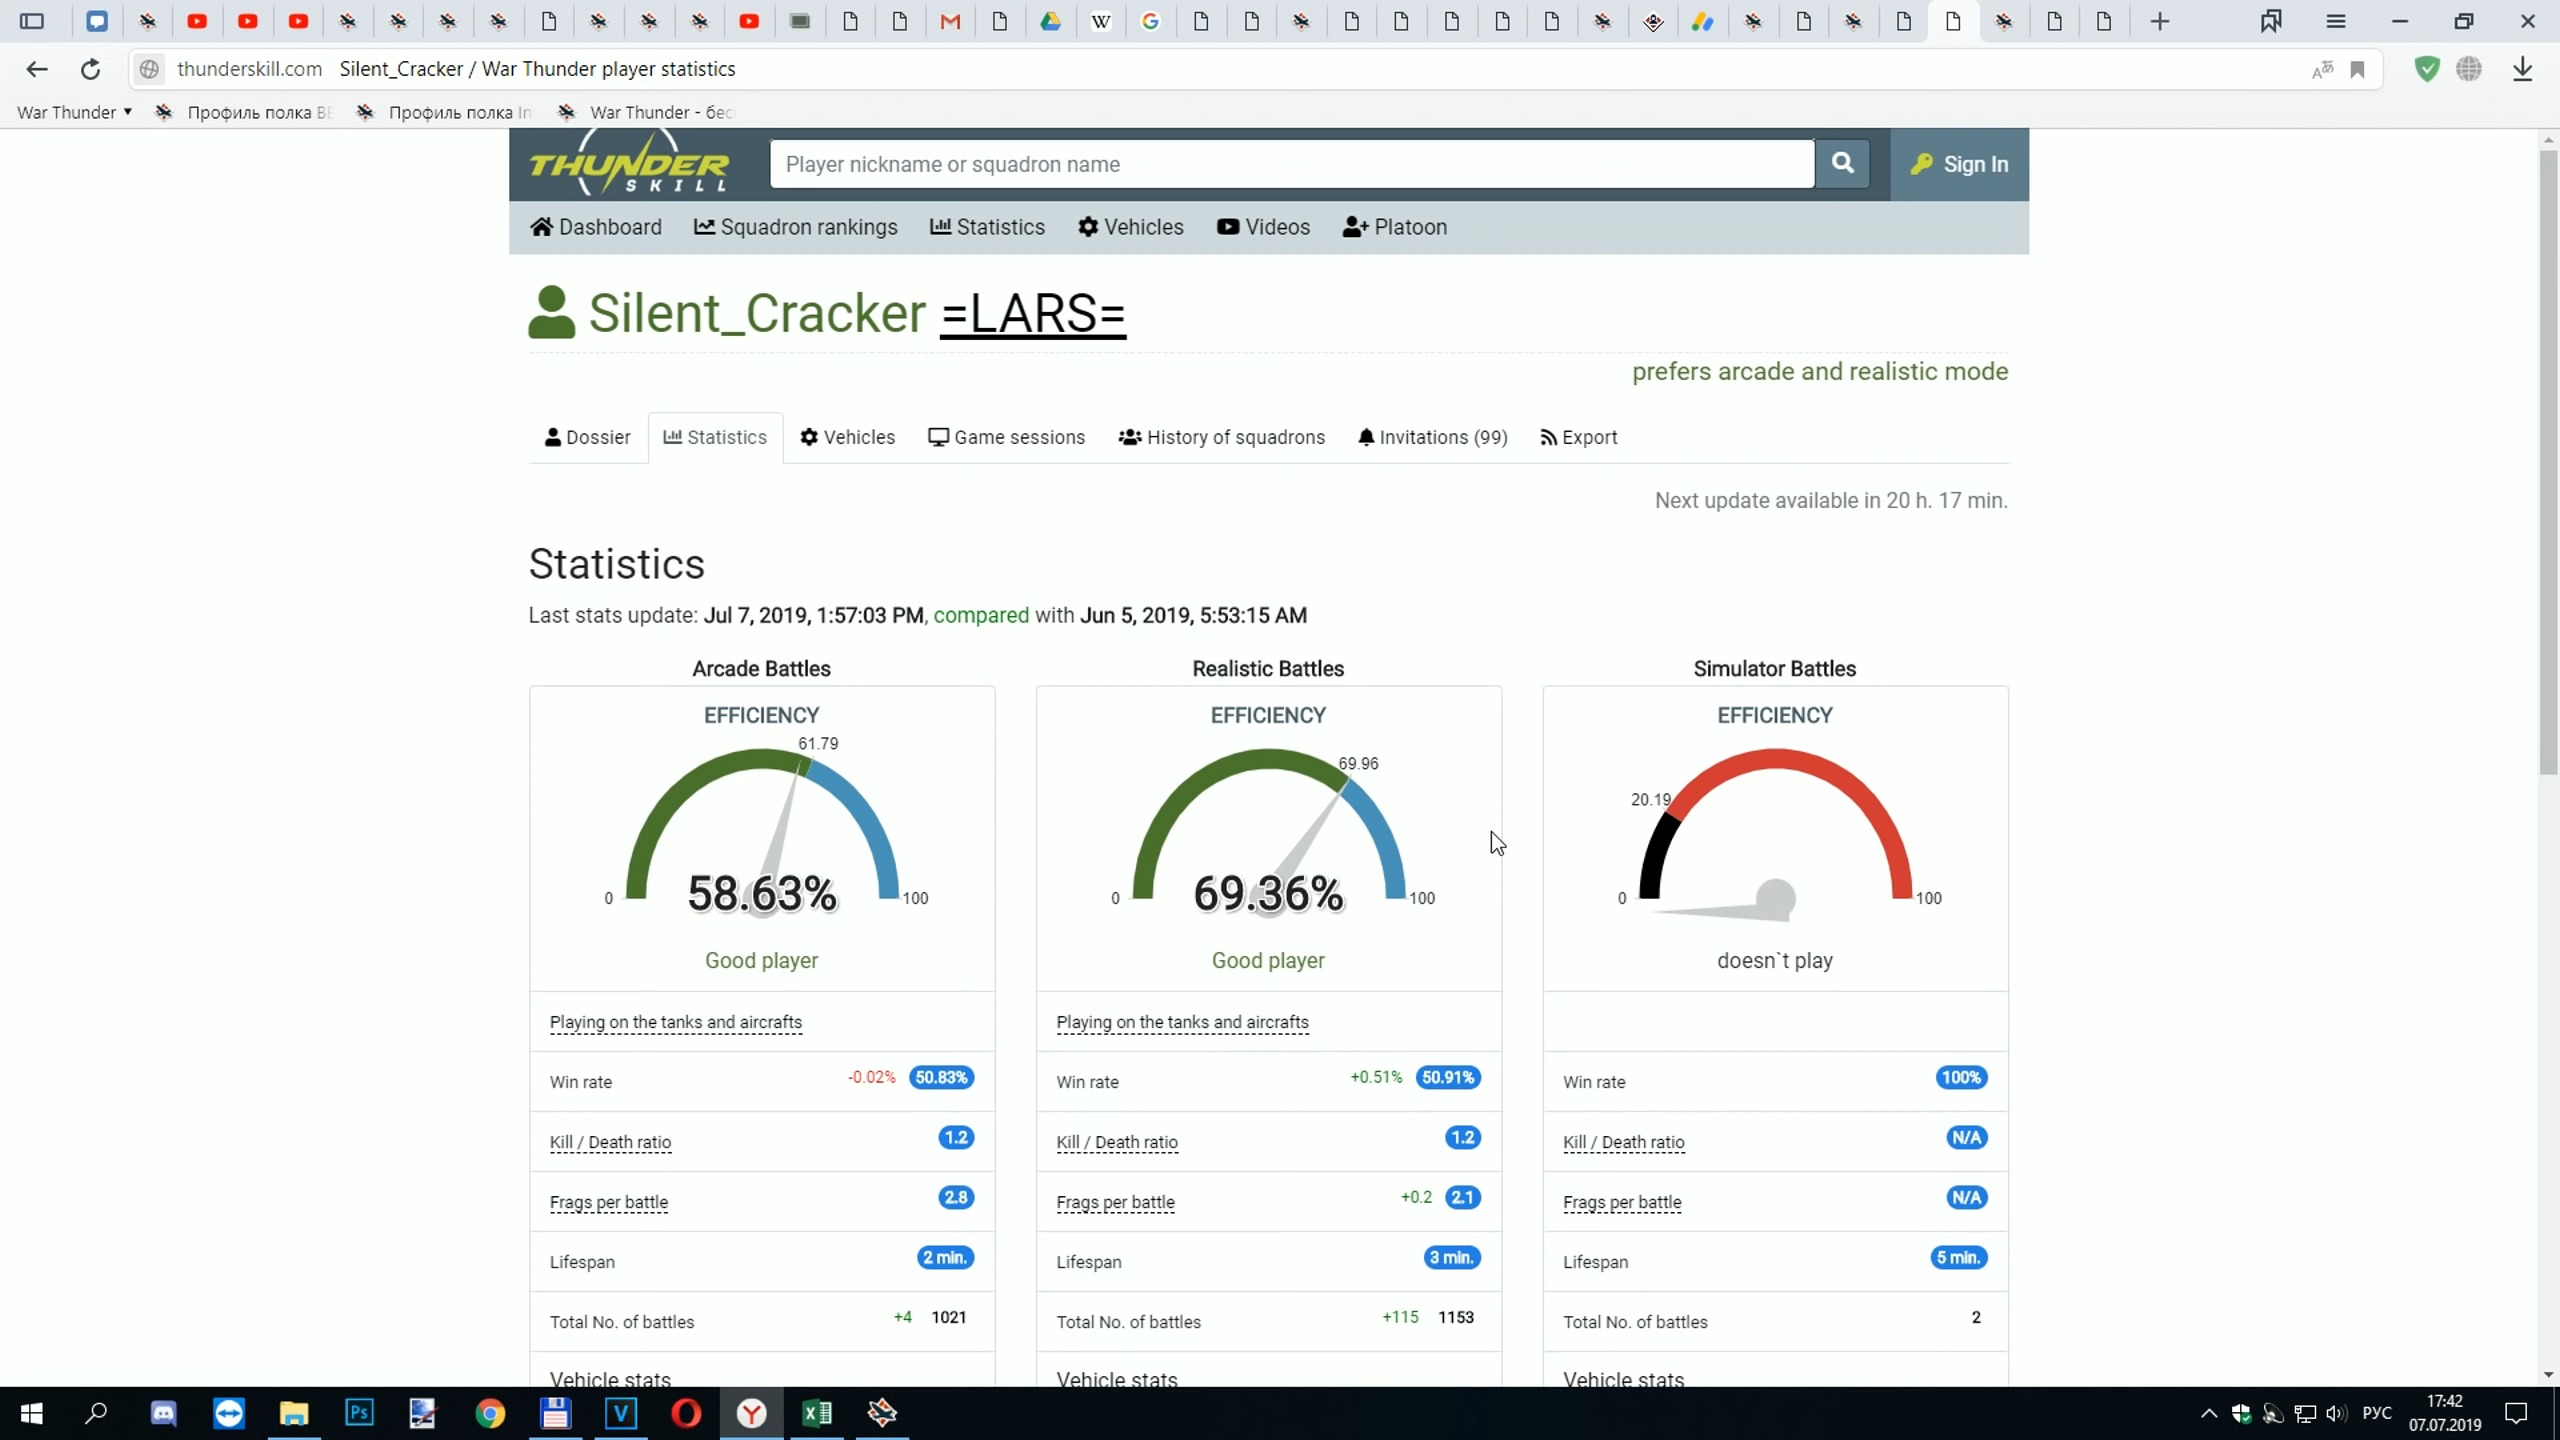 thunderskill.com Silent_Cracker / War Thunder player statistics
War Thunder Профиль полка Профиль полка War Thunder - бес
THUNDER
SKILL
Player nickname or squadron name
Sign In
Dashboard Squadron rankings Statistics Vehicles Videos Platoon
Silent_Cracker =LARS=
prefers arcade and realistic mode
Dossier Statistics Vehicles Game sessions History of squadrons Invitations (99) Export
Next update available in 20 h. 17 min.
Statistics
Last stats update: Jul 7, 2019, 1:57:03 PM, compared with Jun 5, 2019, 5:53:15 AM
Arcade Battles
EFFICIENCY
61.79
0
58.63%
100
Good player
Playing on the tanks and aircrafts
Win rate -0.02% 50.83%
Kill / Death ratio 1.2
Frags per battle 2.8
Lifespan 2 min.
Total No. of battles +4 1021
Vehicle stats
Realistic Battles
EFFICIENCY
69.96
0
69.36%
100
Good player
Playing on the tanks and aircrafts
Win rate +0.51% 50.91%
Kill / Death ratio 1.2
Frags per battle +0.2 2.1
Lifespan 3 min.
Total No. of battles +115 1153
Vehicle stats
Simulator Battles
EFFICIENCY
20.19
0
100
doesn`t play
Win rate 100%
Kill / Death ratio N/A
Frags per battle N/A
Lifespan 5 min.
Total No. of battles 2
Vehicle stats
РУС
17:42
07.07.2019